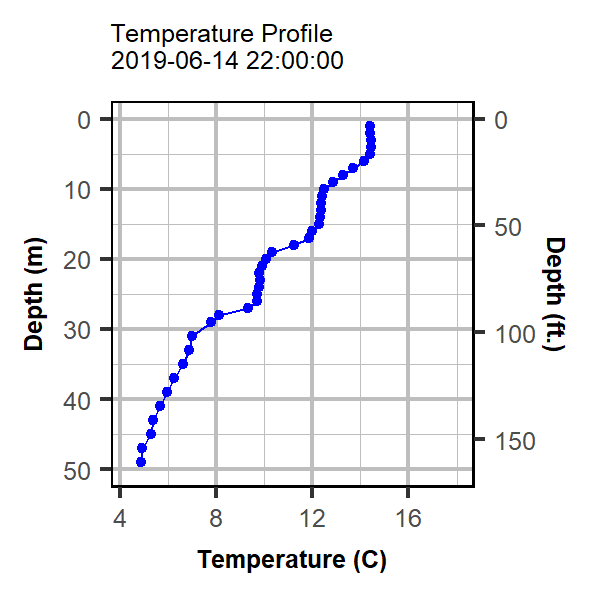 Temperature Profile
2019-06-14 22:00:00
0
10
20
30
40
50
Depth (m)
0
50
100
150
Depth (ft.)
4 8 12 16
Temperature (C)